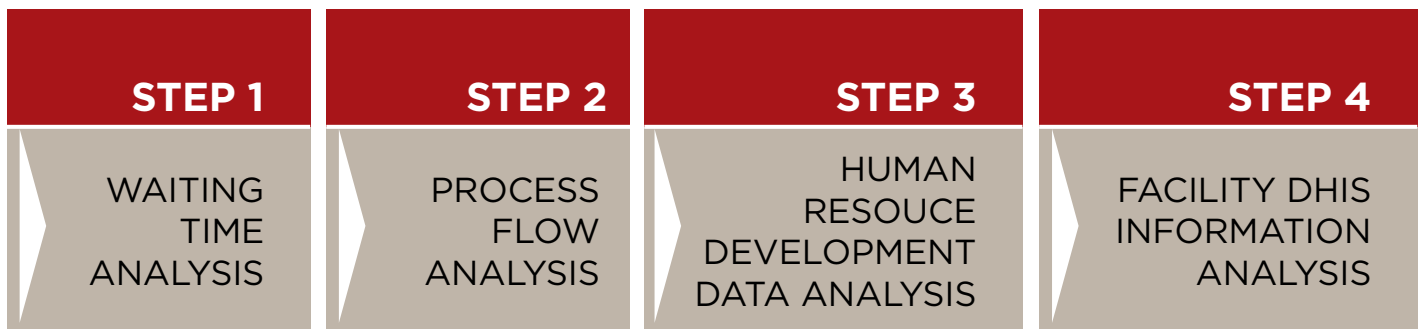 STEP 1
WAITING
TIME
ANALYSIS
STEP 2
PROCESS
FLOW
ANALYSIS
STEP 3
HUMAN
RESOUCE
DEVELOPMENT
DATA ANALYSIS
STEP 4
FACILITY DHIS
INFORMATION
ANALYSIS